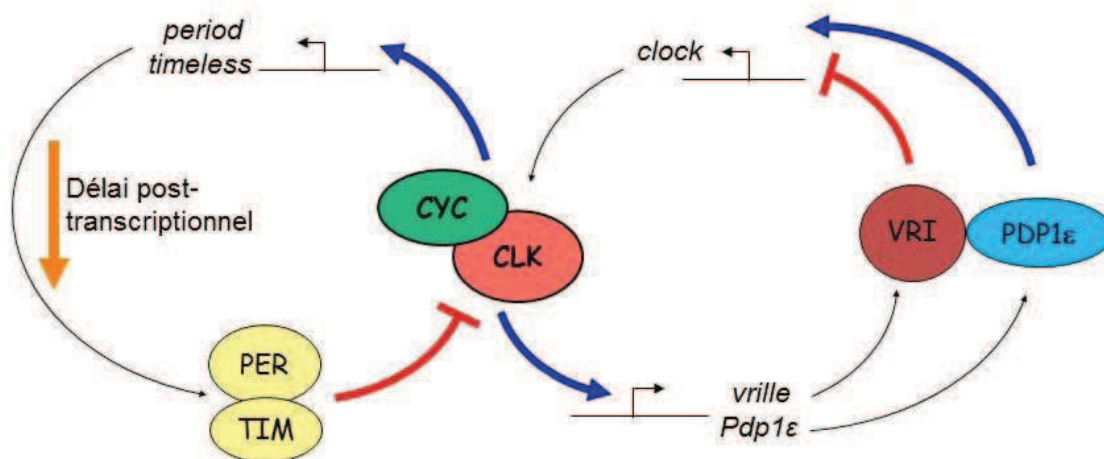 period
timeless
clock
Délai post-
transcriptionnel
CYC
CLK
VRI
PDP1ε
PER
TIM
vrille
Pdp1ε